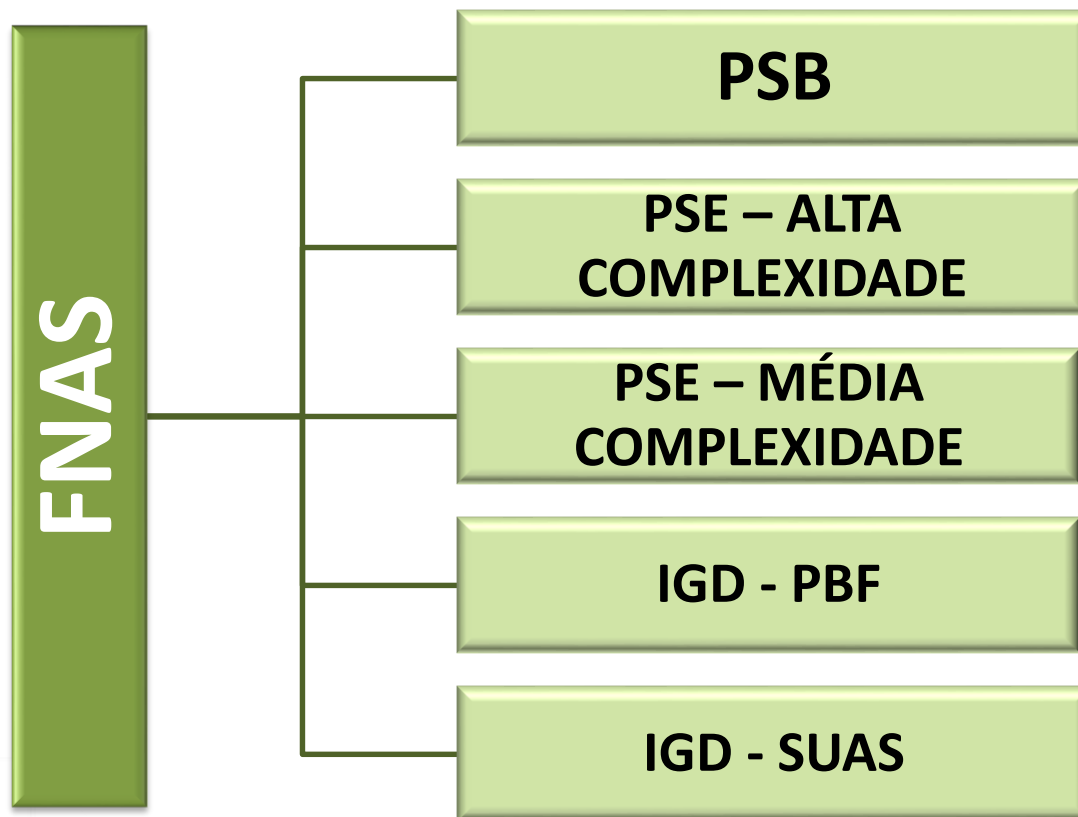 FNAS
PSB
PSE – ALTA
COMPLEXIDADE
PSE – MÉDIA
COMPLEXIDADE
IGD - PBF
IGD - SUAS